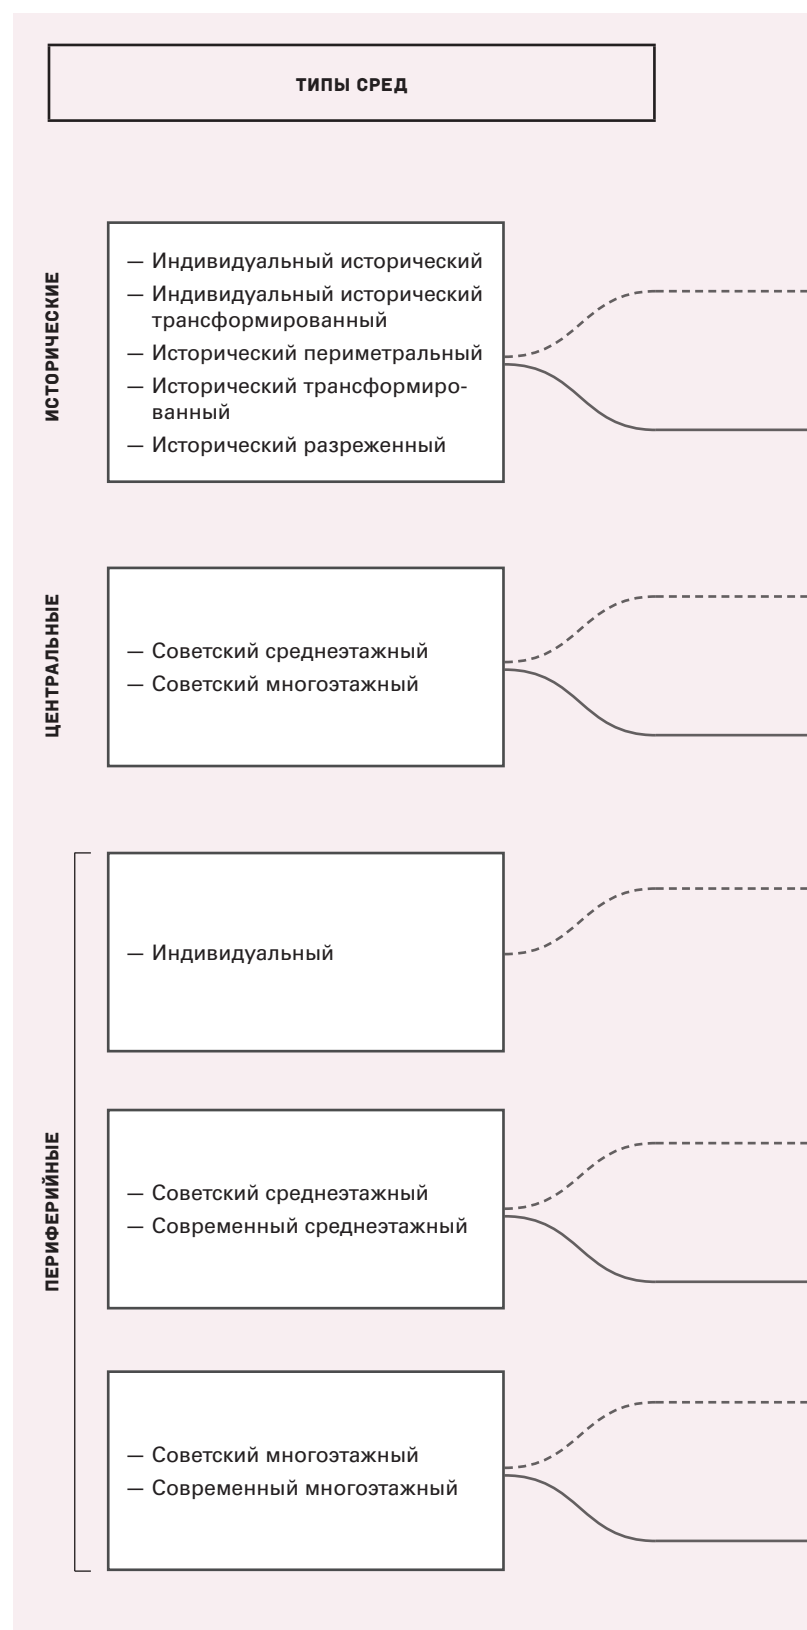 ТИПЫ СРЕД
ИСТОРИЧЕСКИЕ
— Индивидуальный исторический
— Индивидуальный исторический
трансформированный
— Исторический периметральный
— Исторический трансформиро-
ванный
— Исторический разреженный
ЦЕНТРАЛЬНЫЕ
— Советский среднеэтажный
— Советский многоэтажный
ПЕРИФЕРИЙНЫЕ
— Индивидуальный
— Советский среднеэтажный
— Современный среднеэтажный
— Советский многоэтажный
— Современный многоэтажный